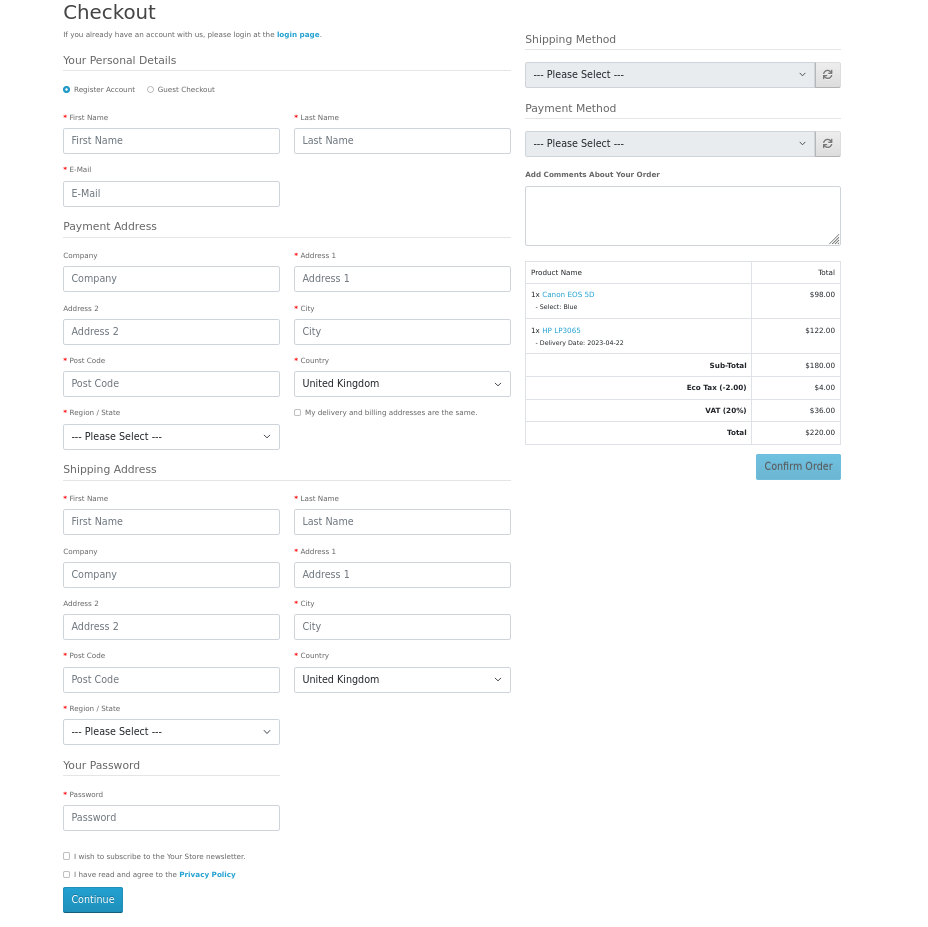 Checkout
If you already have an account with us, please login at the login page.
Your Personal Details
Register Account Guest Checkout
* First Name * Last Name
First Name Last Name
* E-Mail
E-Mail
Payment Address
Company * Address 1
Company Address 1
Address 2 * City
Address 2 City
* Post Code * Country
Post Code United Kingdom
* Region / State My delivery and billing addresses are the same.
--- Please Select ---
Shipping Address
* First Name * Last Name
First Name Last Name
Company * Address 1
Company Address 1
Address 2 * City
Address 2 City
* Post Code * Country
Post Code United Kingdom
* Region / State
--- Please Select ---
Your Password
* Password
Password
I wish to subscribe to the Your Store newsletter.
I have read and agree to the Privacy Policy
Continue
Shipping Method
--- Please Select ---
Payment Method
--- Please Select ---
Add Comments About Your Order
Product Name Total
1x Canon EOS 5D $98.00
- Select: Blue
1x HP LP3065 $122.00
- Delivery Date: 2023-04-22
Sub-Total $180.00
Eco Tax (-2.00) $4.00
VAT (20%) $36.00
Total $220.00
Confirm Order